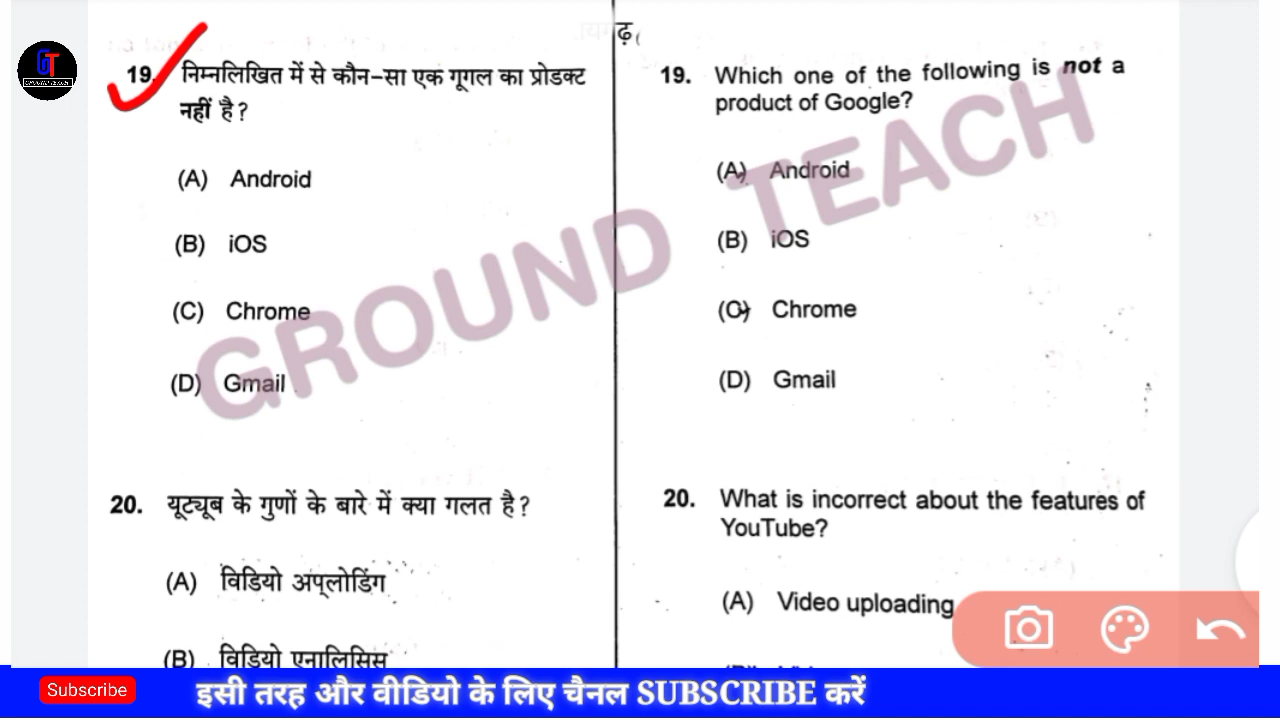 GT
19. निम्नलिखित में से कौन-सा एक गूगल का प्रोडक्ट
नहीं है?
(A) Android
(B) iOS
(C) Chrome
(D) Gmail
20. यूट्यूब के गुणों के बारे में क्या गलत है?
(A) विडियो अप्लोडिंग
(B) विडियो एनालिसिस
19. Which one of the following is not a
product of Google?
(A) Android
(B) iOS
(C) Chrome
(D) Gmail
20. What is incorrect about the features of
YouTube?
(A) Video uploading
GROUND TEACH
Subscribe
इसी तरह और वीडियो के लिए चैनल SUBSCRIBE करें